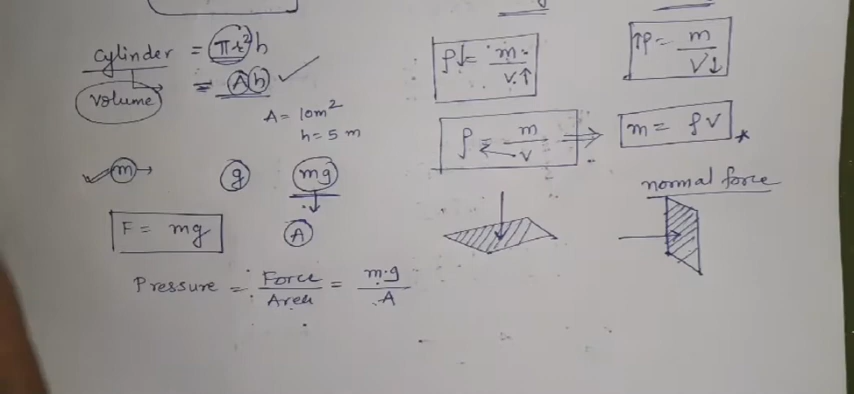 cylinder = πr²h
volume = Ah ✓
A = 10m²
h = 5 m
m g mg
F = mg A
Pressure = Force/Area = m.g/A
ρ↓ = m/V↑
↑ρ = m/V↓
ρ = m/V
m = ρV *
normal force